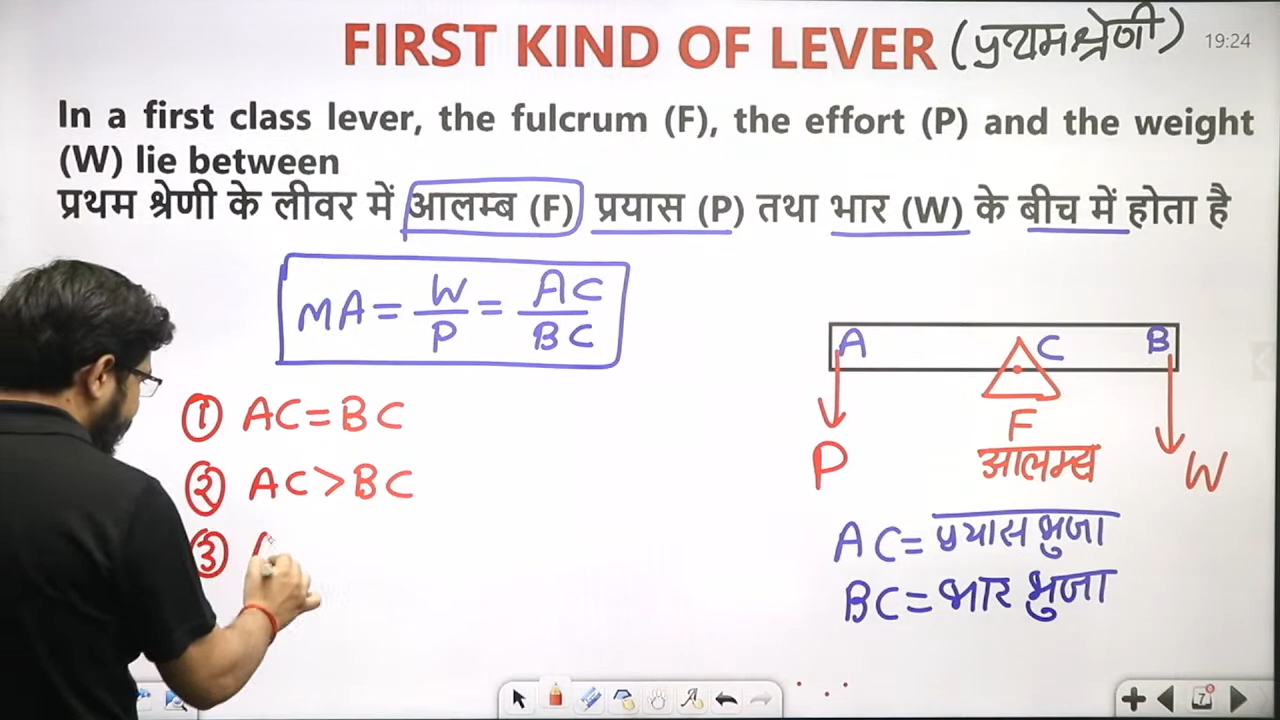 FIRST KIND OF LEVER (प्रथम श्रेणी)
19:24
In a first class lever, the fulcrum (F), the effort (P) and the weight
(W) lie between
प्रथम श्रेणी के लीवर में आलम्ब (F) प्रयास (P) तथा भार (W) के बीच में होता है
MA = W/P = AC/BC
A C B
F
P आलम्ब W
① AC = BC
② AC > BC
③
AC = प्रयास भुजा
BC = भार भुजा
7